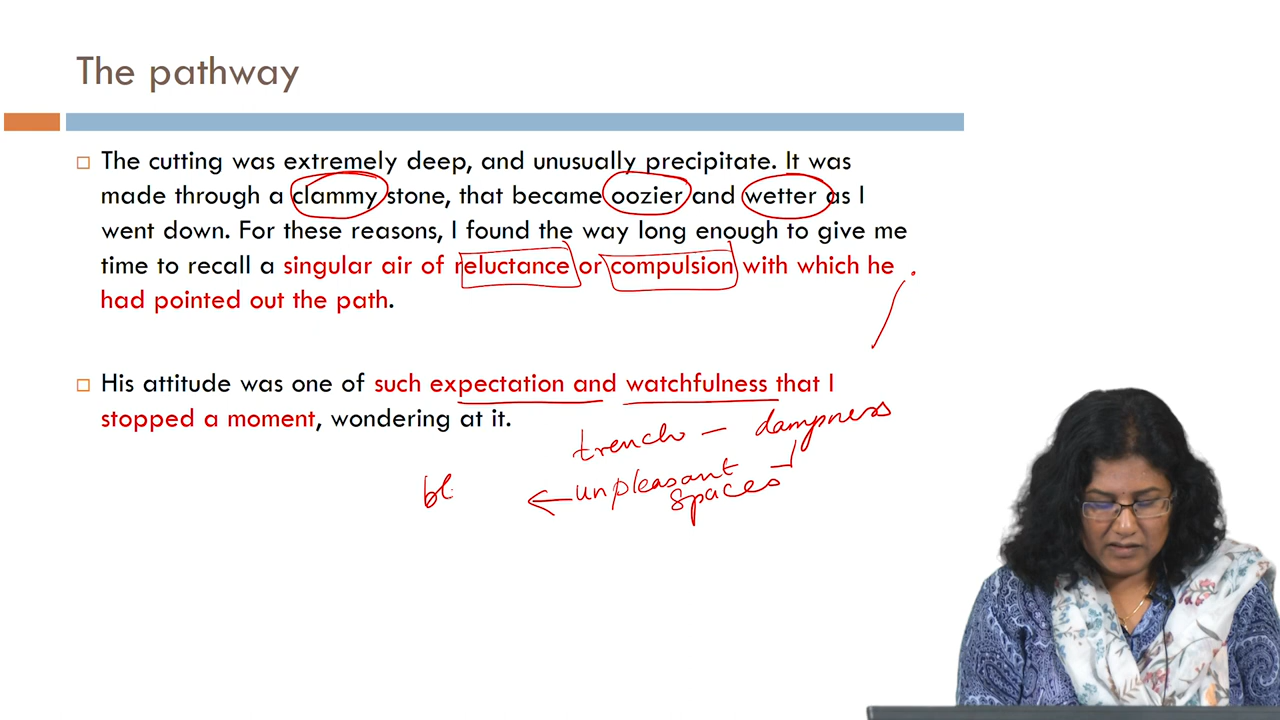 The pathway
The cutting was extremely deep, and unusually precipitate. It was
made through a clammy stone, that became oozier and wetter as I
went down. For these reasons, I found the way long enough to give me
time to recall a singular air of reluctance or compulsion with which he
had pointed out the path.
His attitude was one of such expectation and watchfulness that I
stopped a moment, wondering at it.
trench - dampness
bl
← unpleasant
spaces